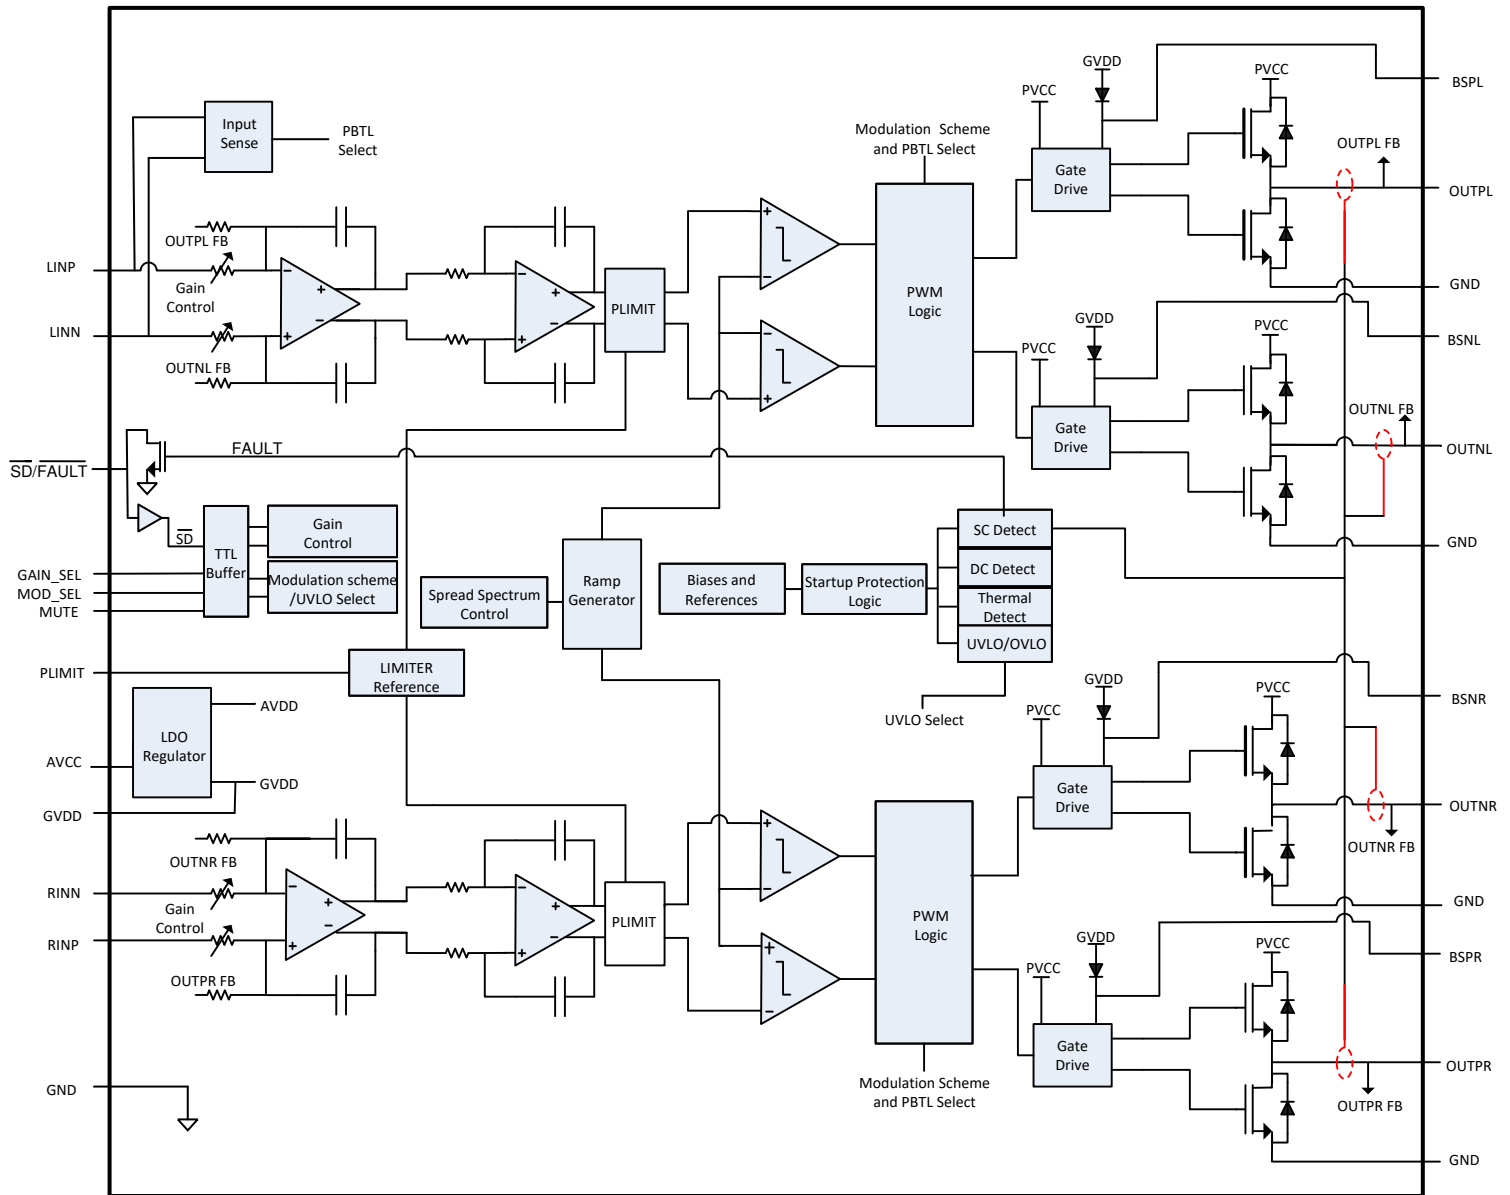 GVDD
BSPL
PVCC
PVCC
Input
Sense
PBTL
Select
Modulation Scheme
and PBTL Select
OUTPL FB
Gate
Drive
OUTPL
OUTPL FB
LINP
Gain
Control
PLIMIT
PWM
Logic
GND
LINN
GVDD
BSNL
PVCC
PVCC
OUTNL FB
OUTNL FB
Gate
Drive
OUTNL
FAULT
SD/FAULT
SD
TTL
Buffer
Gain
Control
SC Detect
GND
GAIN_SEL
MOD_SEL
MUTE
Modulation scheme
/UVLO Select
Spread Spectrum
Control
Ramp
Generator
Biases and
References
Startup Protection
Logic
DC Detect
Thermal
Detect
UVLO/OVLO
PLIMIT
LIMITER
Reference
GVDD
BSNR
PVCC
PVCC
UVLO Select
AVDD
LDO
Regulator
AVCC
GVDD
GVDD
Gate
Drive
OUTNR
OUTNR FB
OUTNR FB
RINN
Gain
Control
PLIMIT
PWM
Logic
GND
RINP
GVDD
PVCC
BSPR
PVCC
OUTPR FB
Gate
Drive
OUTPR
GND
Modulation Scheme
and PBTL Select
OUTPR FB
GND